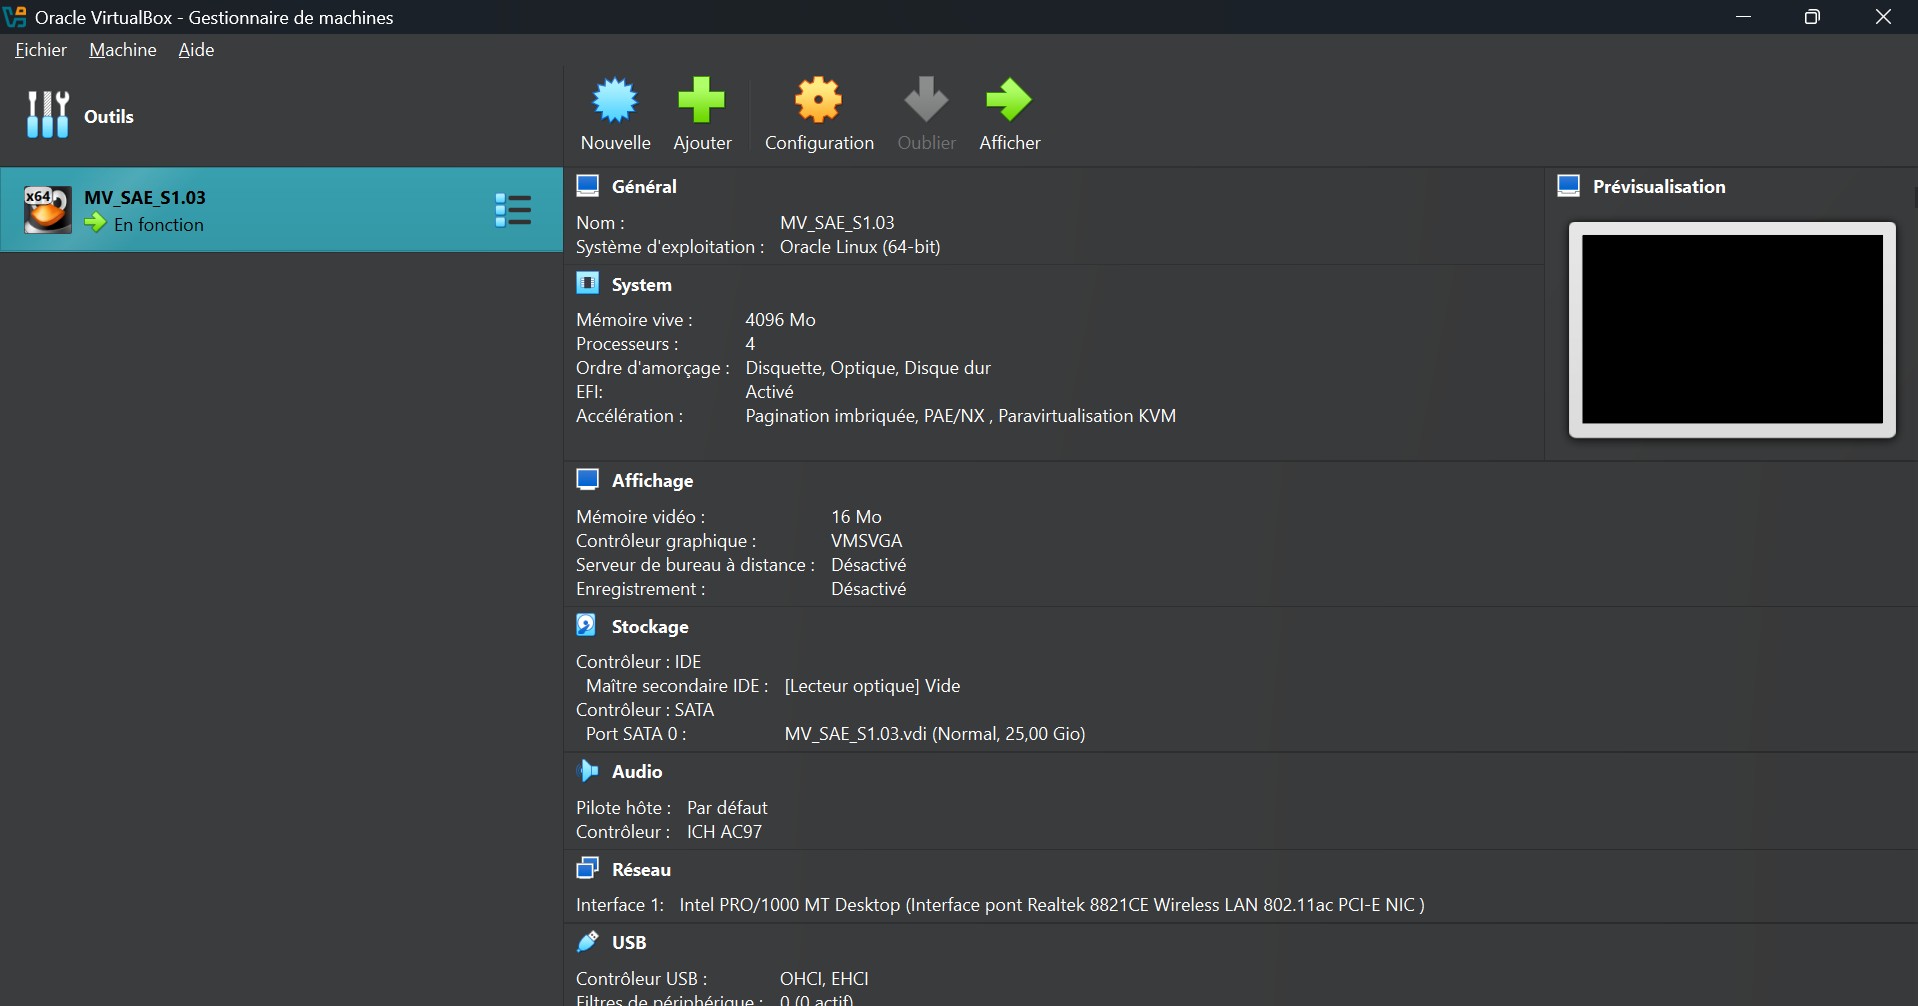 Oracle VirtualBox - Gestionnaire de machines
Fichier Machine Aide
Outils
Nouvelle Ajouter Configuration Oublier Afficher
x64
MV_SAE_S1.03
En fonction
Général
Nom : MV_SAE_S1.03
Système d'exploitation : Oracle Linux (64-bit)
Prévisualisation
System
Mémoire vive : 4096 Mo
Processeurs : 4
Ordre d'amorçage : Disquette, Optique, Disque dur
EFI: Activé
Accélération : Pagination imbriquée, PAE/NX , Paravirtualisation KVM
Affichage
Mémoire vidéo : 16 Mo
Contrôleur graphique : VMSVGA
Serveur de bureau à distance : Désactivé
Enregistrement : Désactivé
Stockage
Contrôleur : IDE
Maître secondaire IDE : [Lecteur optique] Vide
Contrôleur : SATA
Port SATA 0 : MV_SAE_S1.03.vdi (Normal, 25,00 Gio)
Audio
Pilote hôte : Par défaut
Contrôleur : ICH AC97
Réseau
Interface 1: Intel PRO/1000 MT Desktop (Interface pont Realtek 8821CE Wireless LAN 802.11ac PCI-E NIC )
USB
Contrôleur USB : OHCI, EHCI
Filtres de périphérique : 0 (0 actif)